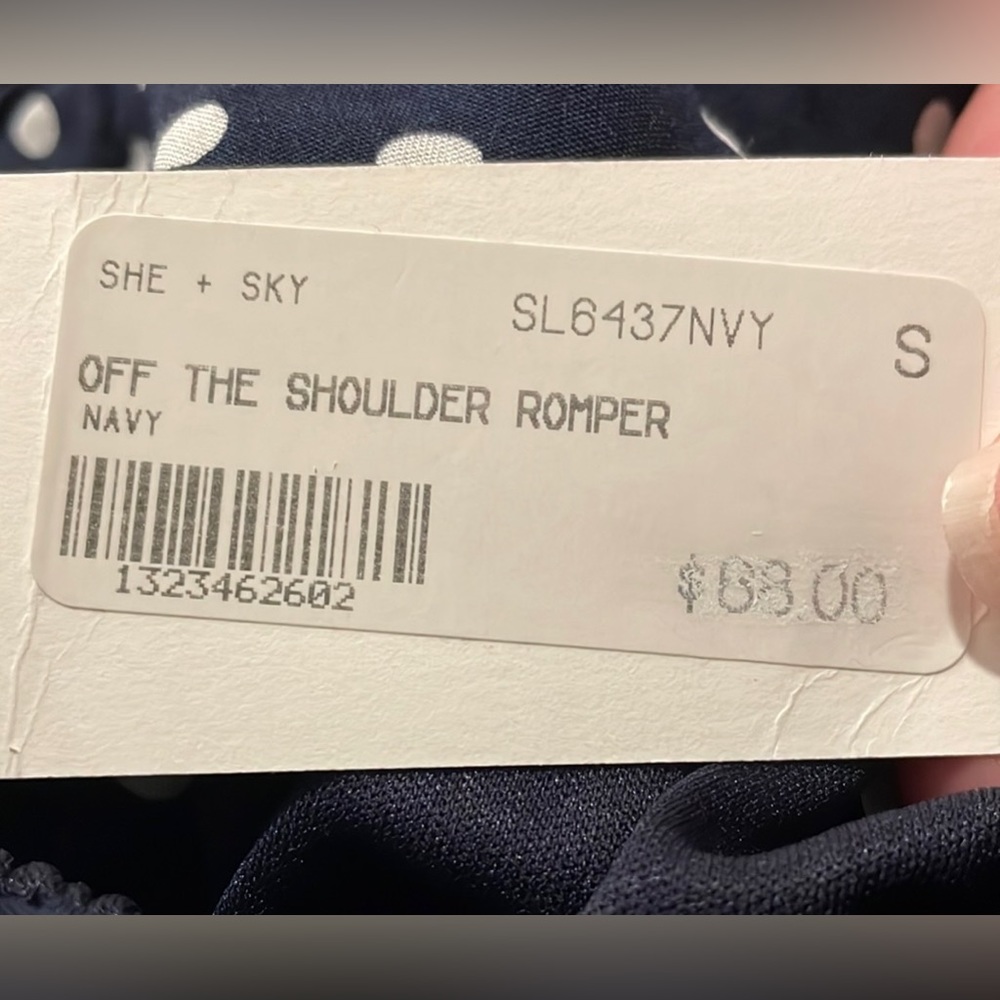 SHE + SKY
SL6437NVY
S
OFF THE SHOULDER ROMPER
NAVY
1323462602